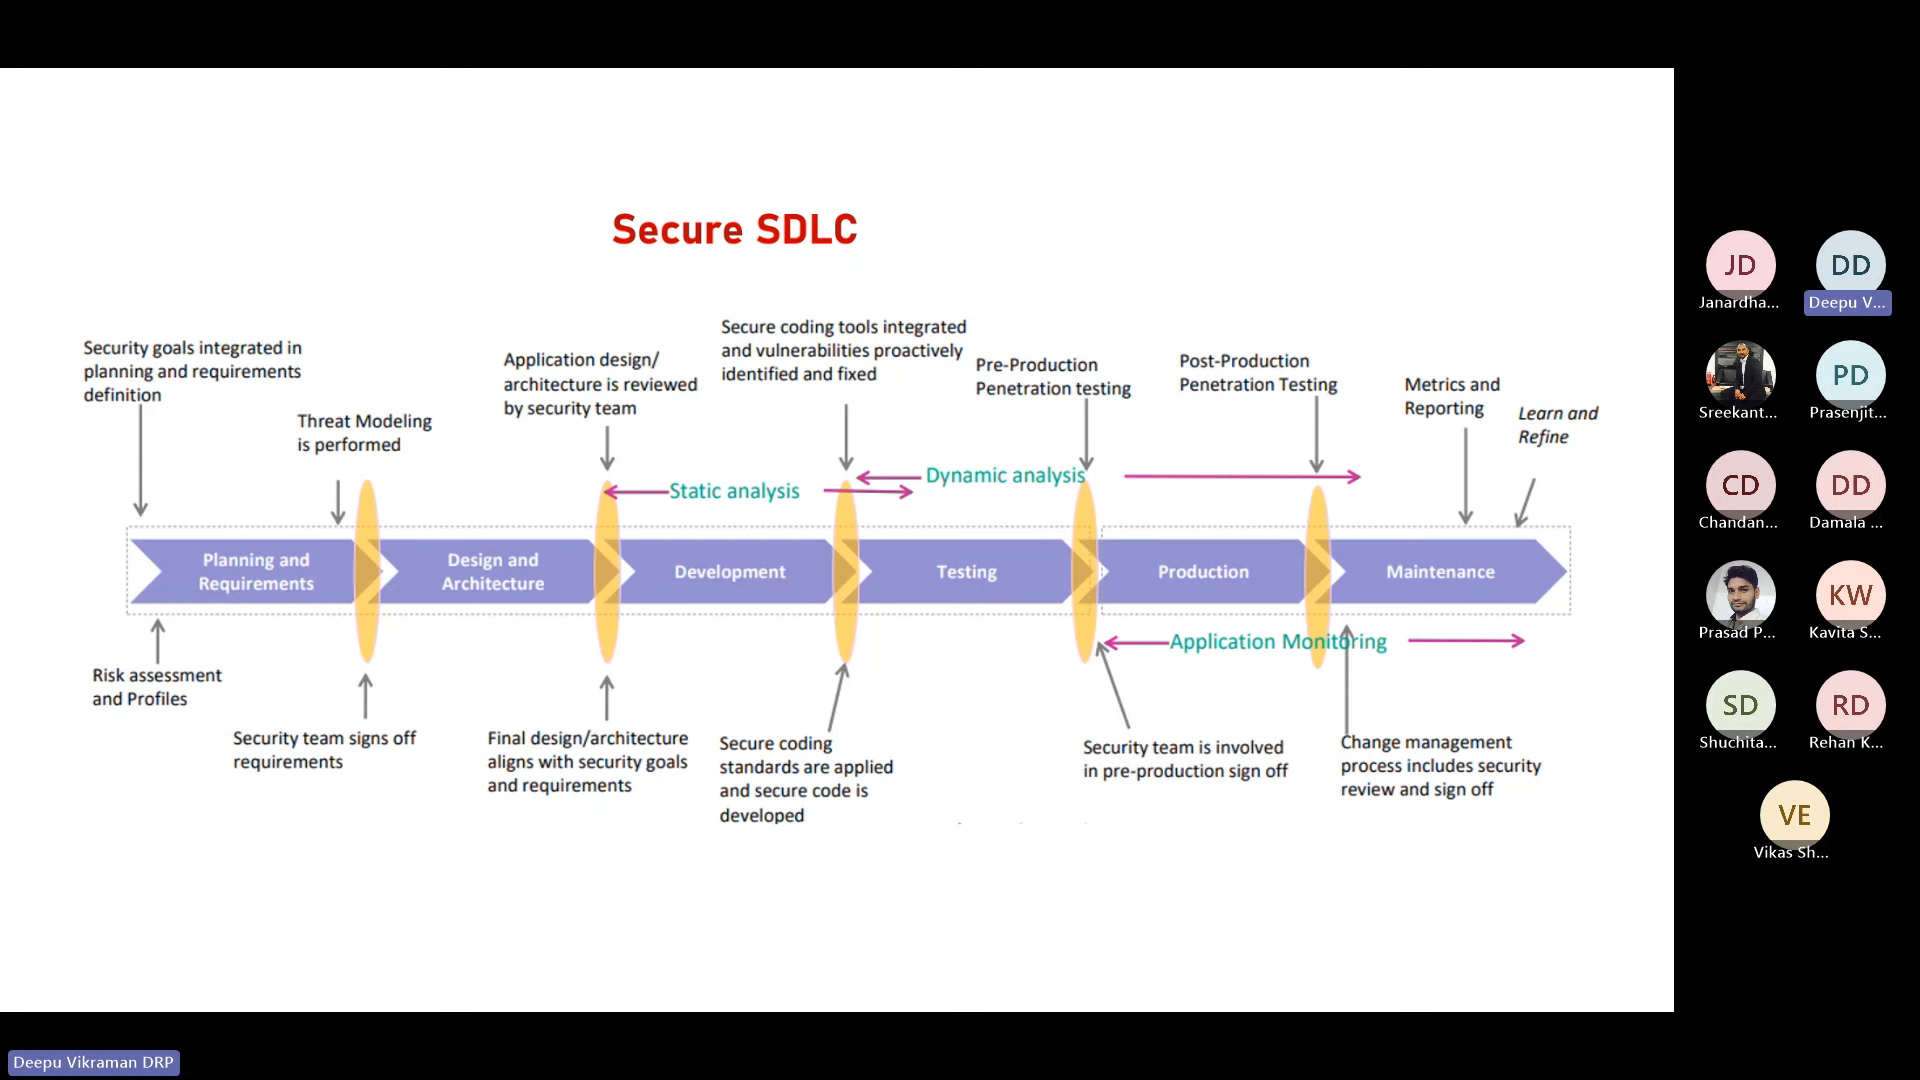 Secure SDLC
Security goals integrated in
planning and requirements
definition
Threat Modeling
is performed
Application design/
architecture is reviewed
by security team
Secure coding tools integrated
and vulnerabilities proactively
identified and fixed
Pre-Production
Penetration testing
Post-Production
Penetration Testing
Metrics and
Reporting
Learn and
Refine
Static analysis
Dynamic analysis
Planning and
Requirements
Design and
Architecture
Development
Testing
Production
Maintenance
Application Monitoring
Risk assessment
and Profiles
Security team signs off
requirements
Final design/architecture
aligns with security goals
and requirements
Secure coding
standards are applied
and secure code is
developed
Security team is involved
in pre-production sign off
Change management
process includes security
review and sign off
JD
Janardha...
DD
Deepu V...
Sreekant...
PD
Prasenjit...
CD
Chandan...
DD
Damala ...
Prasad P...
KW
Kavita S...
SD
Shuchita...
RD
Rehan K...
VE
Vikas Sh...
Deepu Vikraman DRP